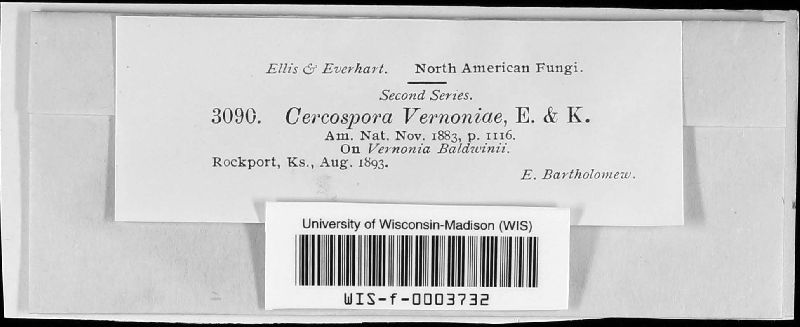 Ellis & Everhart. North American Fungi.
Second Series.
3090. Cercospora Vernoniae, E. & K.
Am. Nat. Nov. 1883, p. 1116.
On Vernonia Baldwinii.
Rockport, Ks., Aug. 1893.
E. Bartholomew.
University of Wisconsin-Madison (WIS)
WIS-f-0003732